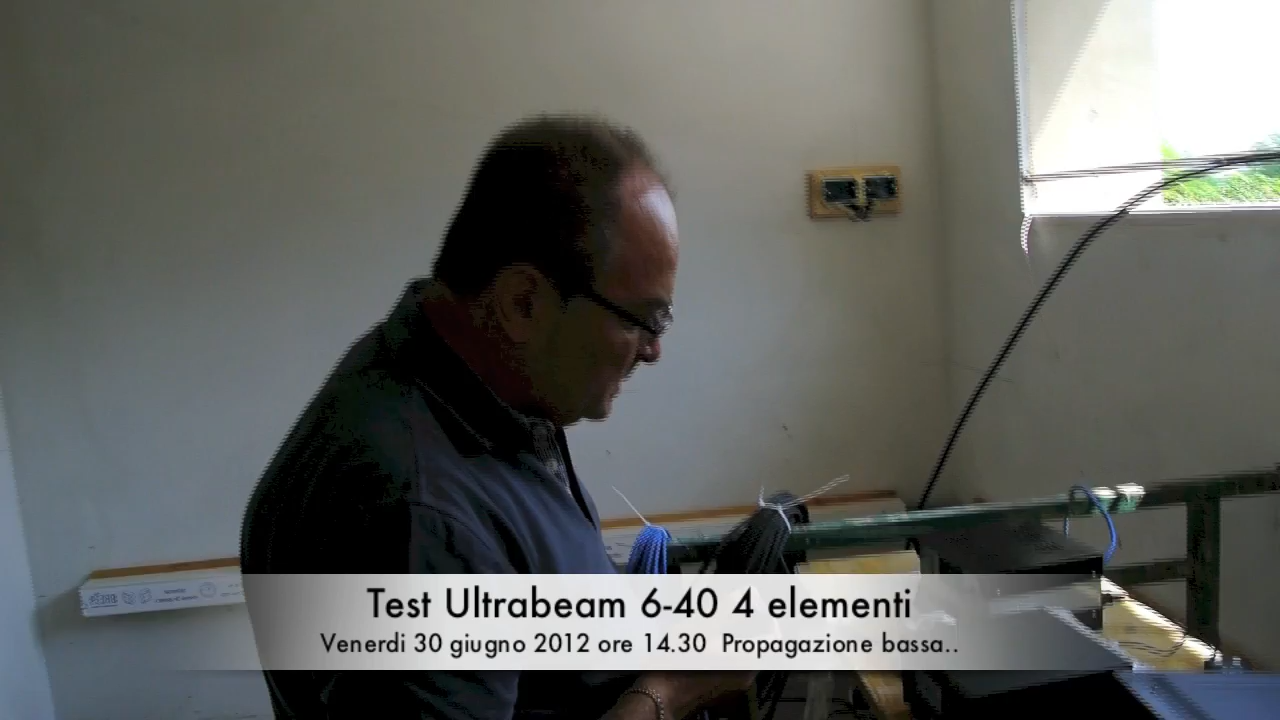 Test Ultrabeam 6-40 4 elementi
Venerdi 30 giugno 2012 ore 14.30 Propagazione bassa..